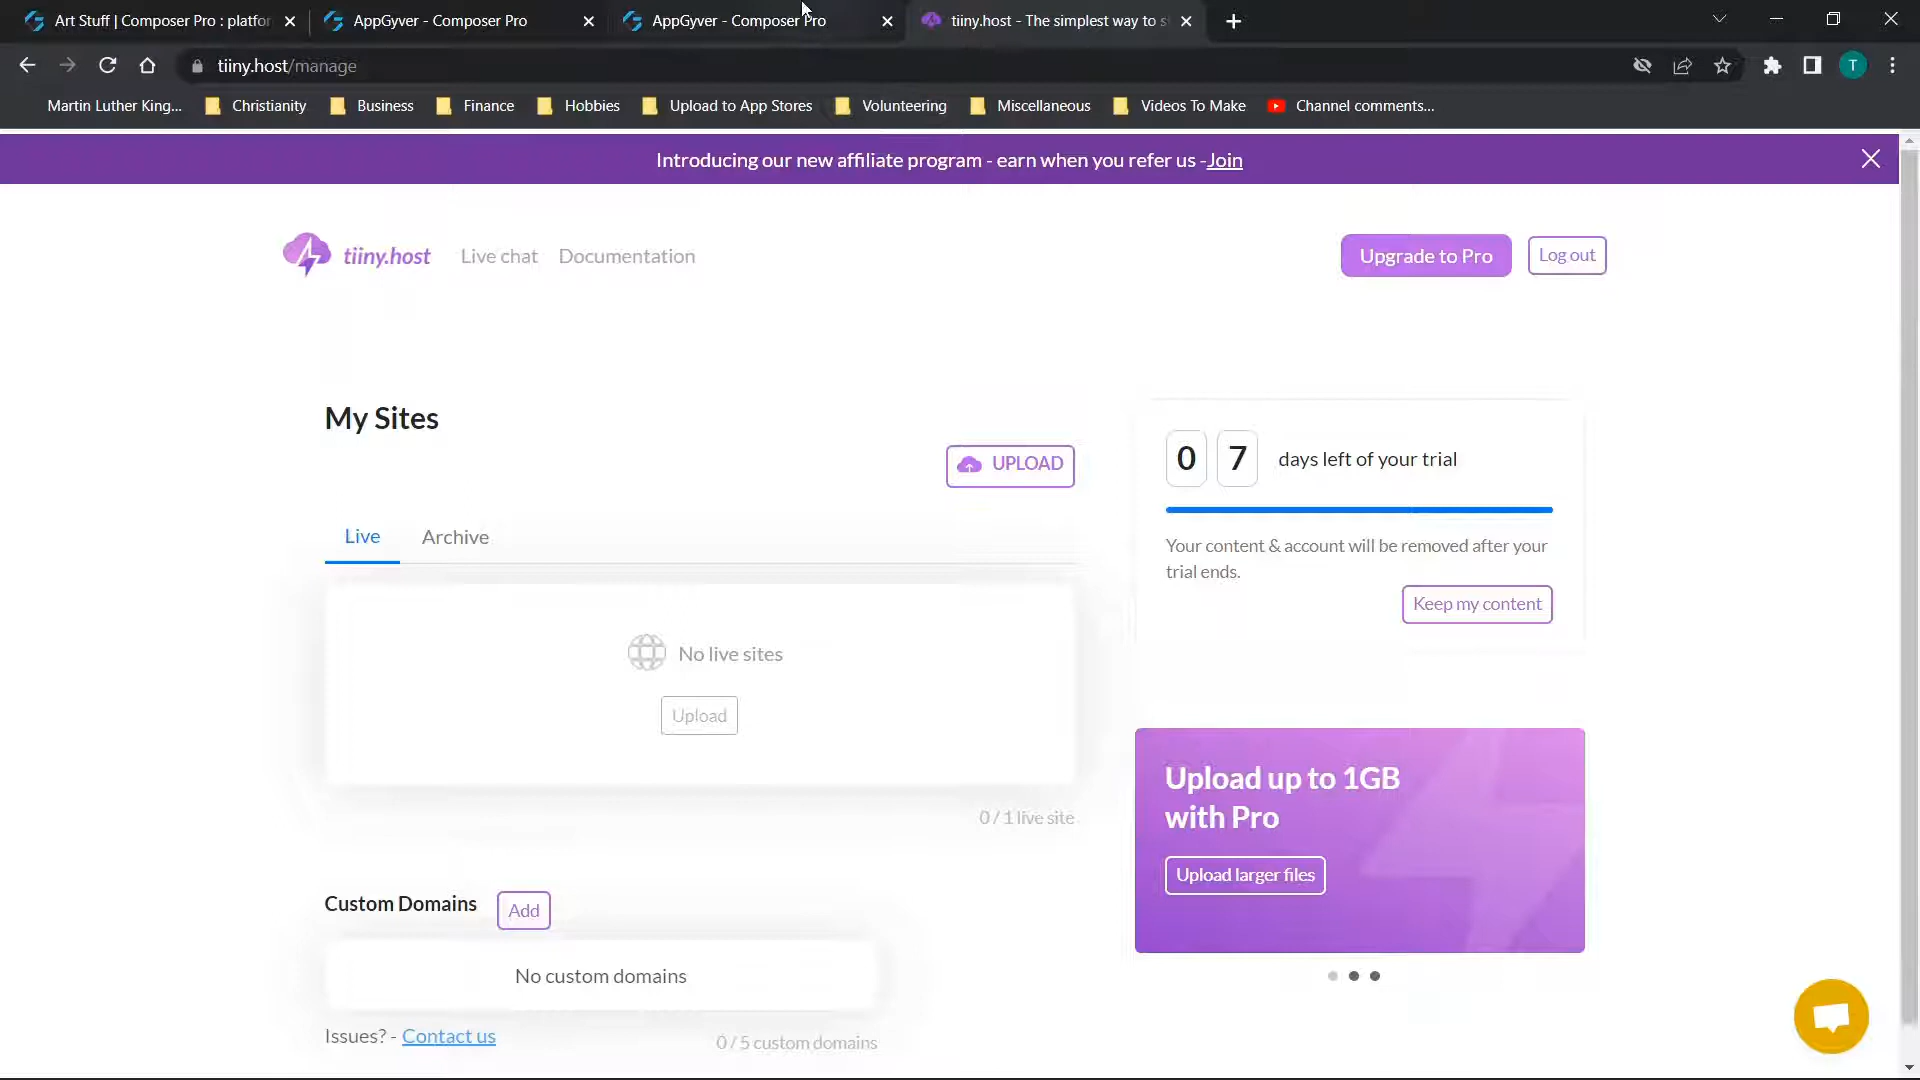 Art Stuff | Composer Pro : platfor
AppGyver - Composer Pro
AppGyver - Composer Pro
tiiny.host - The simplest way to s
tiiny.host/manage
T
Martin Luther King...
Christianity
Business
Finance
Hobbies
Upload to App Stores
Volunteering
Miscellaneous
Videos To Make
Channel comments...
Introducing our new affiliate program - earn when you refer us -Join
tiiny.host
Live chat
Documentation
Upgrade to Pro
Log out
My Sites
UPLOAD
Live
Archive
No live sites
Upload
0 / 1 live site
0 7 days left of your trial
Your content & account will be removed after your
trial ends.
Keep my content
Upload up to 1GB
with Pro
Upload larger files
Custom Domains
Add
No custom domains
Issues? - Contact us
0 / 5 custom domains